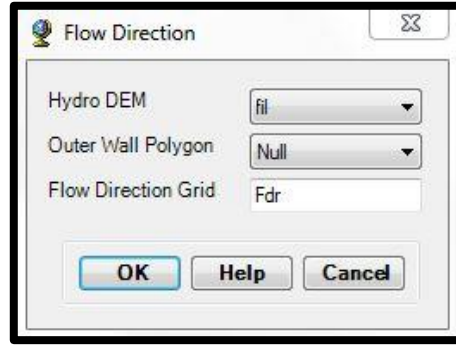 Flow Direction
Hydro DEM fil
Outer Wall Polygon Null
Flow Direction Grid Fdr
OK Help Cancel